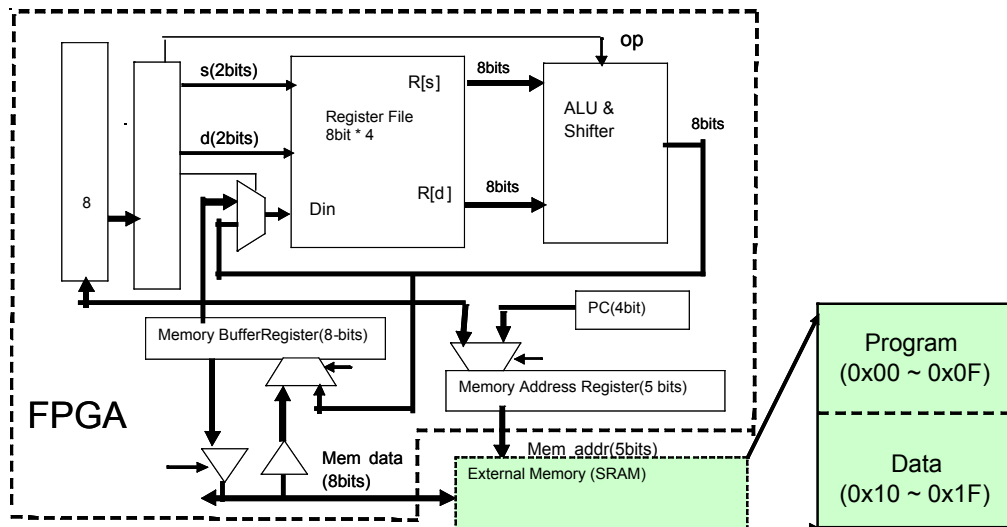 op
s(2bits)
R[s]
8bits
ALU &
Shifter
8bits
Register File
8bit * 4
d(2bits)
8
R[d]
8bits
Din
PC(4bit)
Memory BufferRegister(8-bits)
Memory Address Register(5 bits)
FPGA
Mem data
(8bits)
Mem addr(5bits)
External Memory (SRAM)
Program
(0x00 ~ 0x0F)
Data
(0x10 ~ 0x1F)